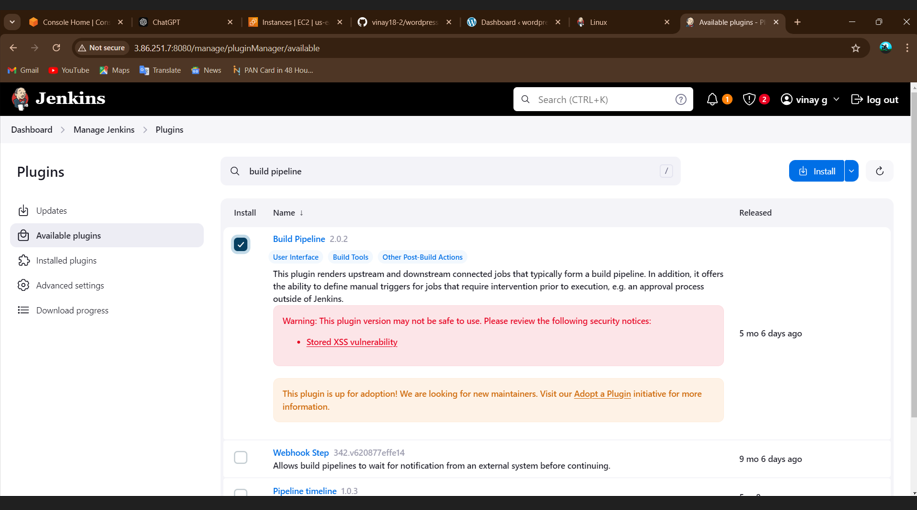 Console Home | Con
ChatGPT
Instances | EC2 | us-e
vinay18-2/wordpres
Dashboard ‹ wordpr
Linux
Available plugins - Pl
Not secure
3.86.251.7:8080/manage/pluginManager/available
Gmail
YouTube
Maps
Translate
News
PAN Card in 48 Hou...
Jenkins
Search (CTRL+K)
1
2
vinay g
log out
Dashboard
Manage Jenkins
Plugins
Plugins
build pipeline
/
Install
Updates
Available plugins
Installed plugins
Advanced settings
Download progress
Install
Name ↓
Released
Build Pipeline 2.0.2
User Interface
Build Tools
Other Post-Build Actions
This plugin renders upstream and downstream connected jobs that typically form a build pipeline. In addition, it offers
the ability to define manual triggers for jobs that require intervention prior to execution, e.g. an approval process
outside of Jenkins.
Warning: This plugin version may not be safe to use. Please review the following security notices:
• Stored XSS vulnerability
This plugin is up for adoption! We are looking for new maintainers. Visit our Adopt a Plugin initiative for more
information.
5 mo 6 days ago
Webhook Step 342.v620877effe14
Allows build pipelines to wait for notification from an external system before continuing.
9 mo 6 days ago
Pipeline timeline 1.0.3